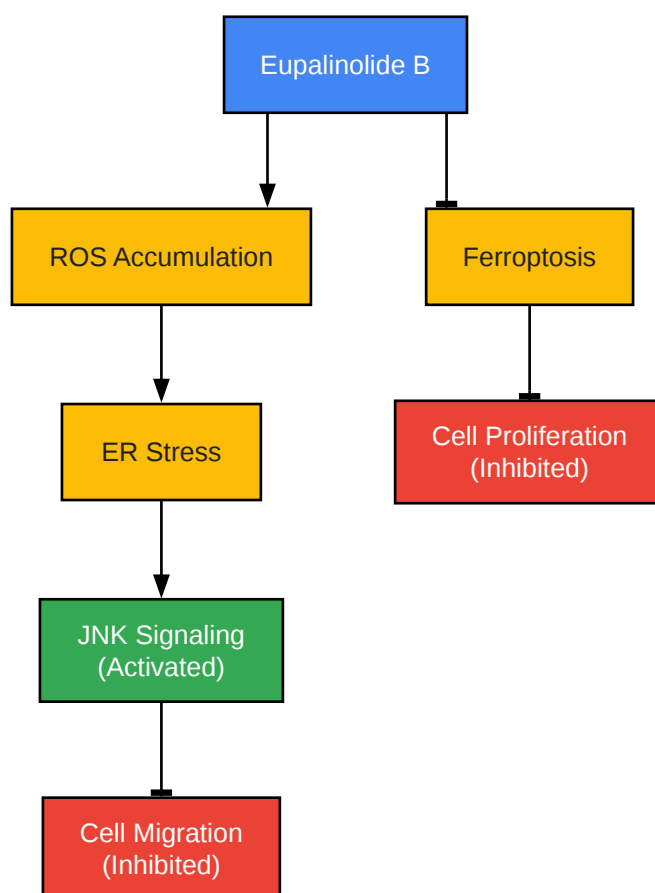 Eupalinolide B
ROS Accumulation
Ferroptosis
ER Stress
Cell Proliferation
(Inhibited)
JNK Signaling
(Activated)
Cell Migration
(Inhibited)